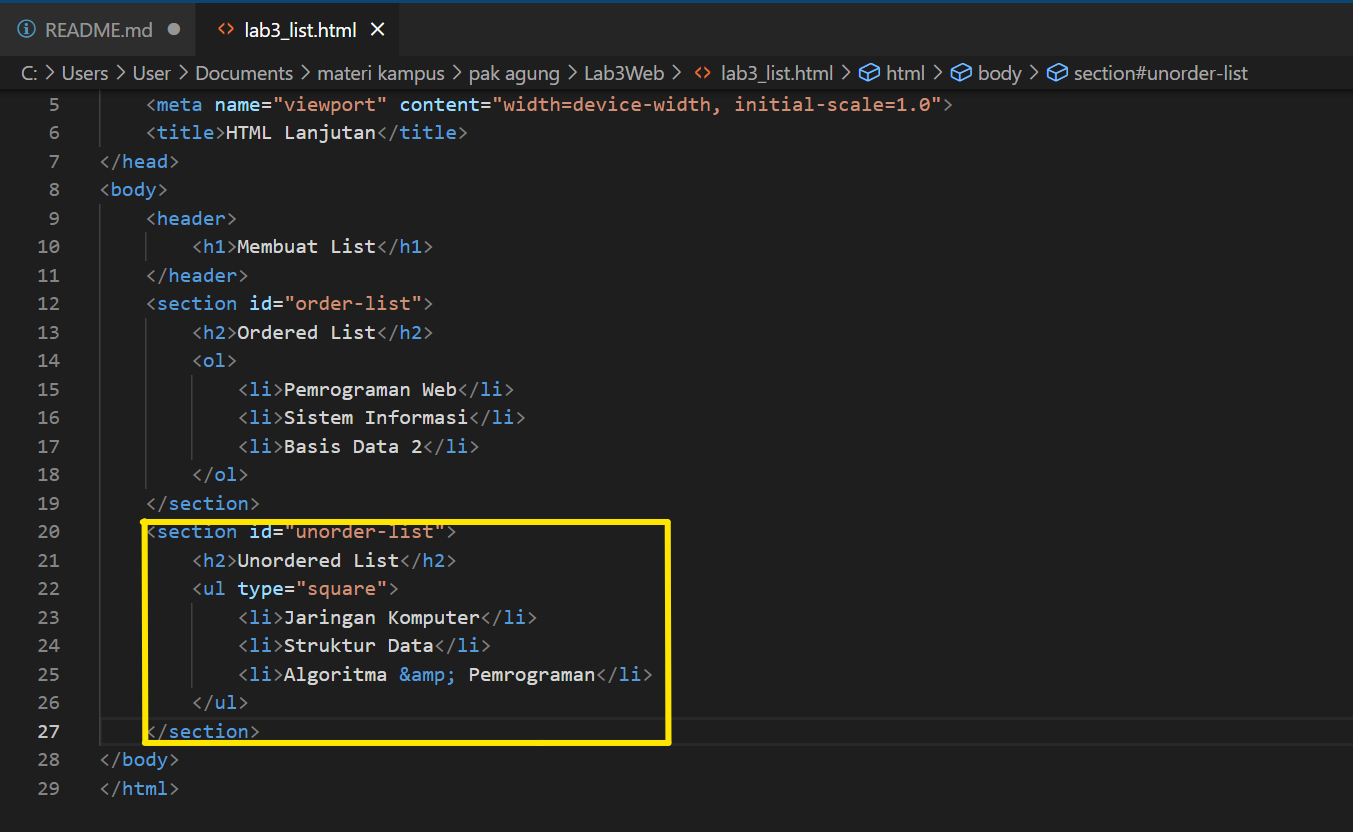 README.md
lab3_list.html
C: > Users > User > Documents > materi kampus > pak agung > Lab3Web > lab3_list.html > html > body > section#unorder-list
5 <meta name="viewport" content="width=device-width, initial-scale=1.0">
6 <title>HTML Lanjutan</title>
7 </head>
8 <body>
9 <header>
10 <h1>Membuat List</h1>
11 </header>
12 <section id="order-list">
13 <h2>Ordered List</h2>
14 <ol>
15 <li>Pemrograman Web</li>
16 <li>Sistem Informasi</li>
17 <li>Basis Data 2</li>
18 </ol>
19 </section>
20 <section id="unorder-list">
21 <h2>Unordered List</h2>
22 <ul type="square">
23 <li>Jaringan Komputer</li>
24 <li>Struktur Data</li>
25 <li>Algoritma &amp; Pemrograman</li>
26 </ul>
27 </section>
28 </body>
29 </html>